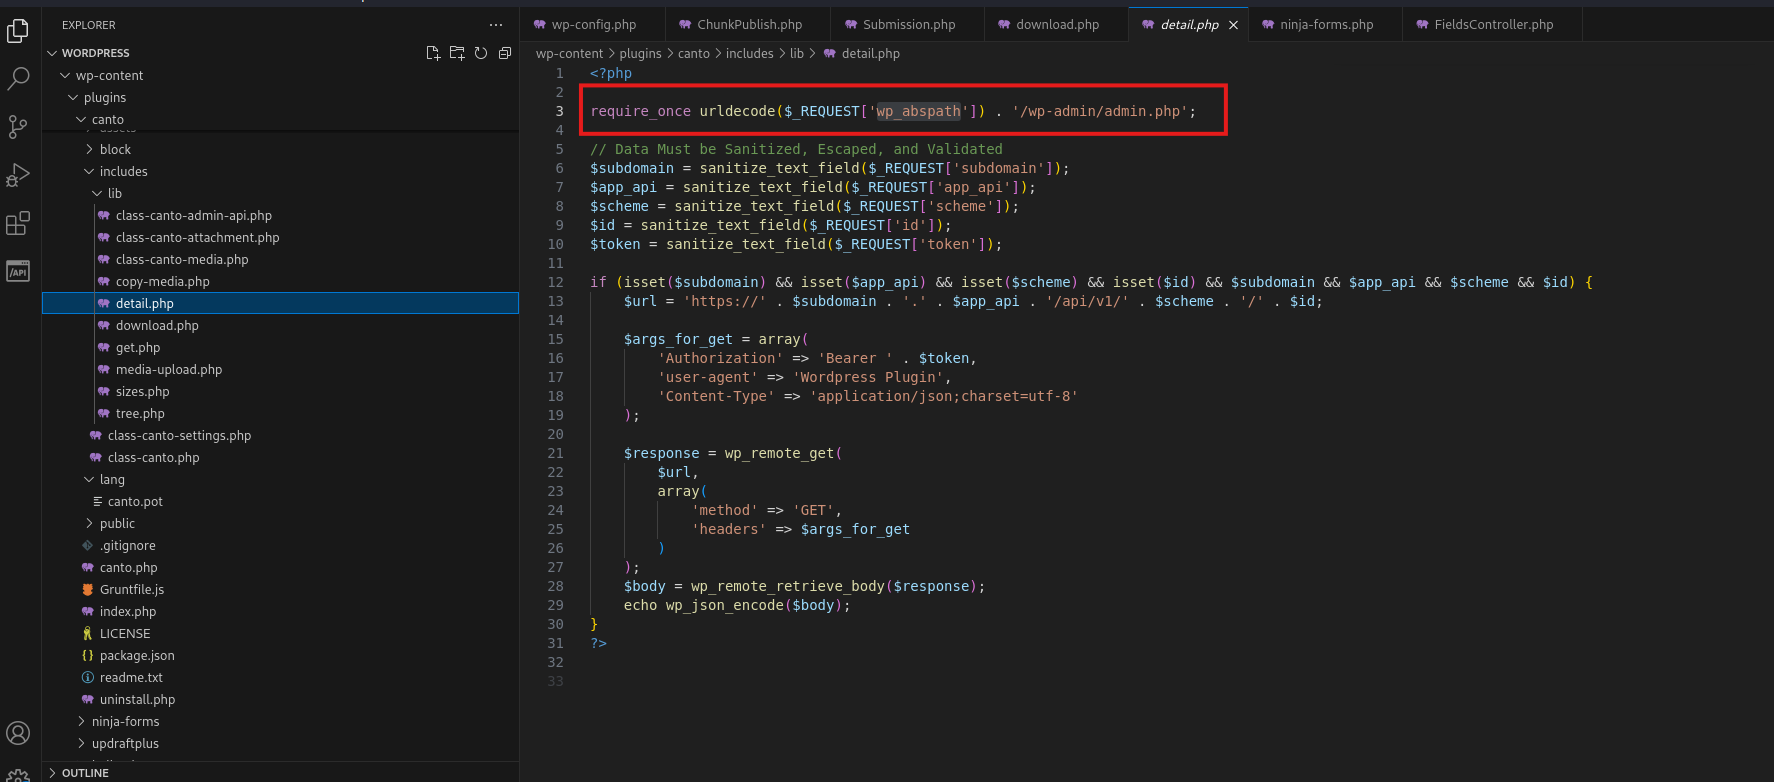 EXPLORER
···
WORDPRESS
wp-content
plugins
canto
block
includes
lib
class-canto-admin-api.php
class-canto-attachment.php
class-canto-media.php
copy-media.php
detail.php
download.php
get.php
media-upload.php
sizes.php
tree.php
class-canto-settings.php
class-canto.php
lang
canto.pot
public
.gitignore
canto.php
Gruntfile.js
index.php
LICENSE
package.json
readme.txt
uninstall.php
ninja-forms
updraftplus
OUTLINE
/API
wp-config.php
ChunkPublish.php
Submission.php
download.php
detail.php
ninja-forms.php
FieldsController.php
wp-content > plugins > canto > includes > lib > detail.php
1 <?php
2
3 require_once urldecode($_REQUEST['wp_abspath']) . '/wp-admin/admin.php';
4
5 // Data Must be Sanitized, Escaped, and Validated
6 $subdomain = sanitize_text_field($_REQUEST['subdomain']);
7 $app_api = sanitize_text_field($_REQUEST['app_api']);
8 $scheme = sanitize_text_field($_REQUEST['scheme']);
9 $id = sanitize_text_field($_REQUEST['id']);
10 $token = sanitize_text_field($_REQUEST['token']);
11
12 if (isset($subdomain) && isset($app_api) && isset($scheme) && isset($id) && $subdomain && $app_api && $scheme && $id) {
13 $url = 'https://' . $subdomain . '.' . $app_api . '/api/v1/' . $scheme . '/' . $id;
14
15 $args_for_get = array(
16 'Authorization' => 'Bearer ' . $token,
17 'user-agent' => 'Wordpress Plugin',
18 'Content-Type' => 'application/json;charset=utf-8'
19 );
20
21 $response = wp_remote_get(
22 $url,
23 array(
24 'method' => 'GET',
25 'headers' => $args_for_get
26 )
27 );
28 $body = wp_remote_retrieve_body($response);
29 echo wp_json_encode($body);
30 }
31 ?>
32
33